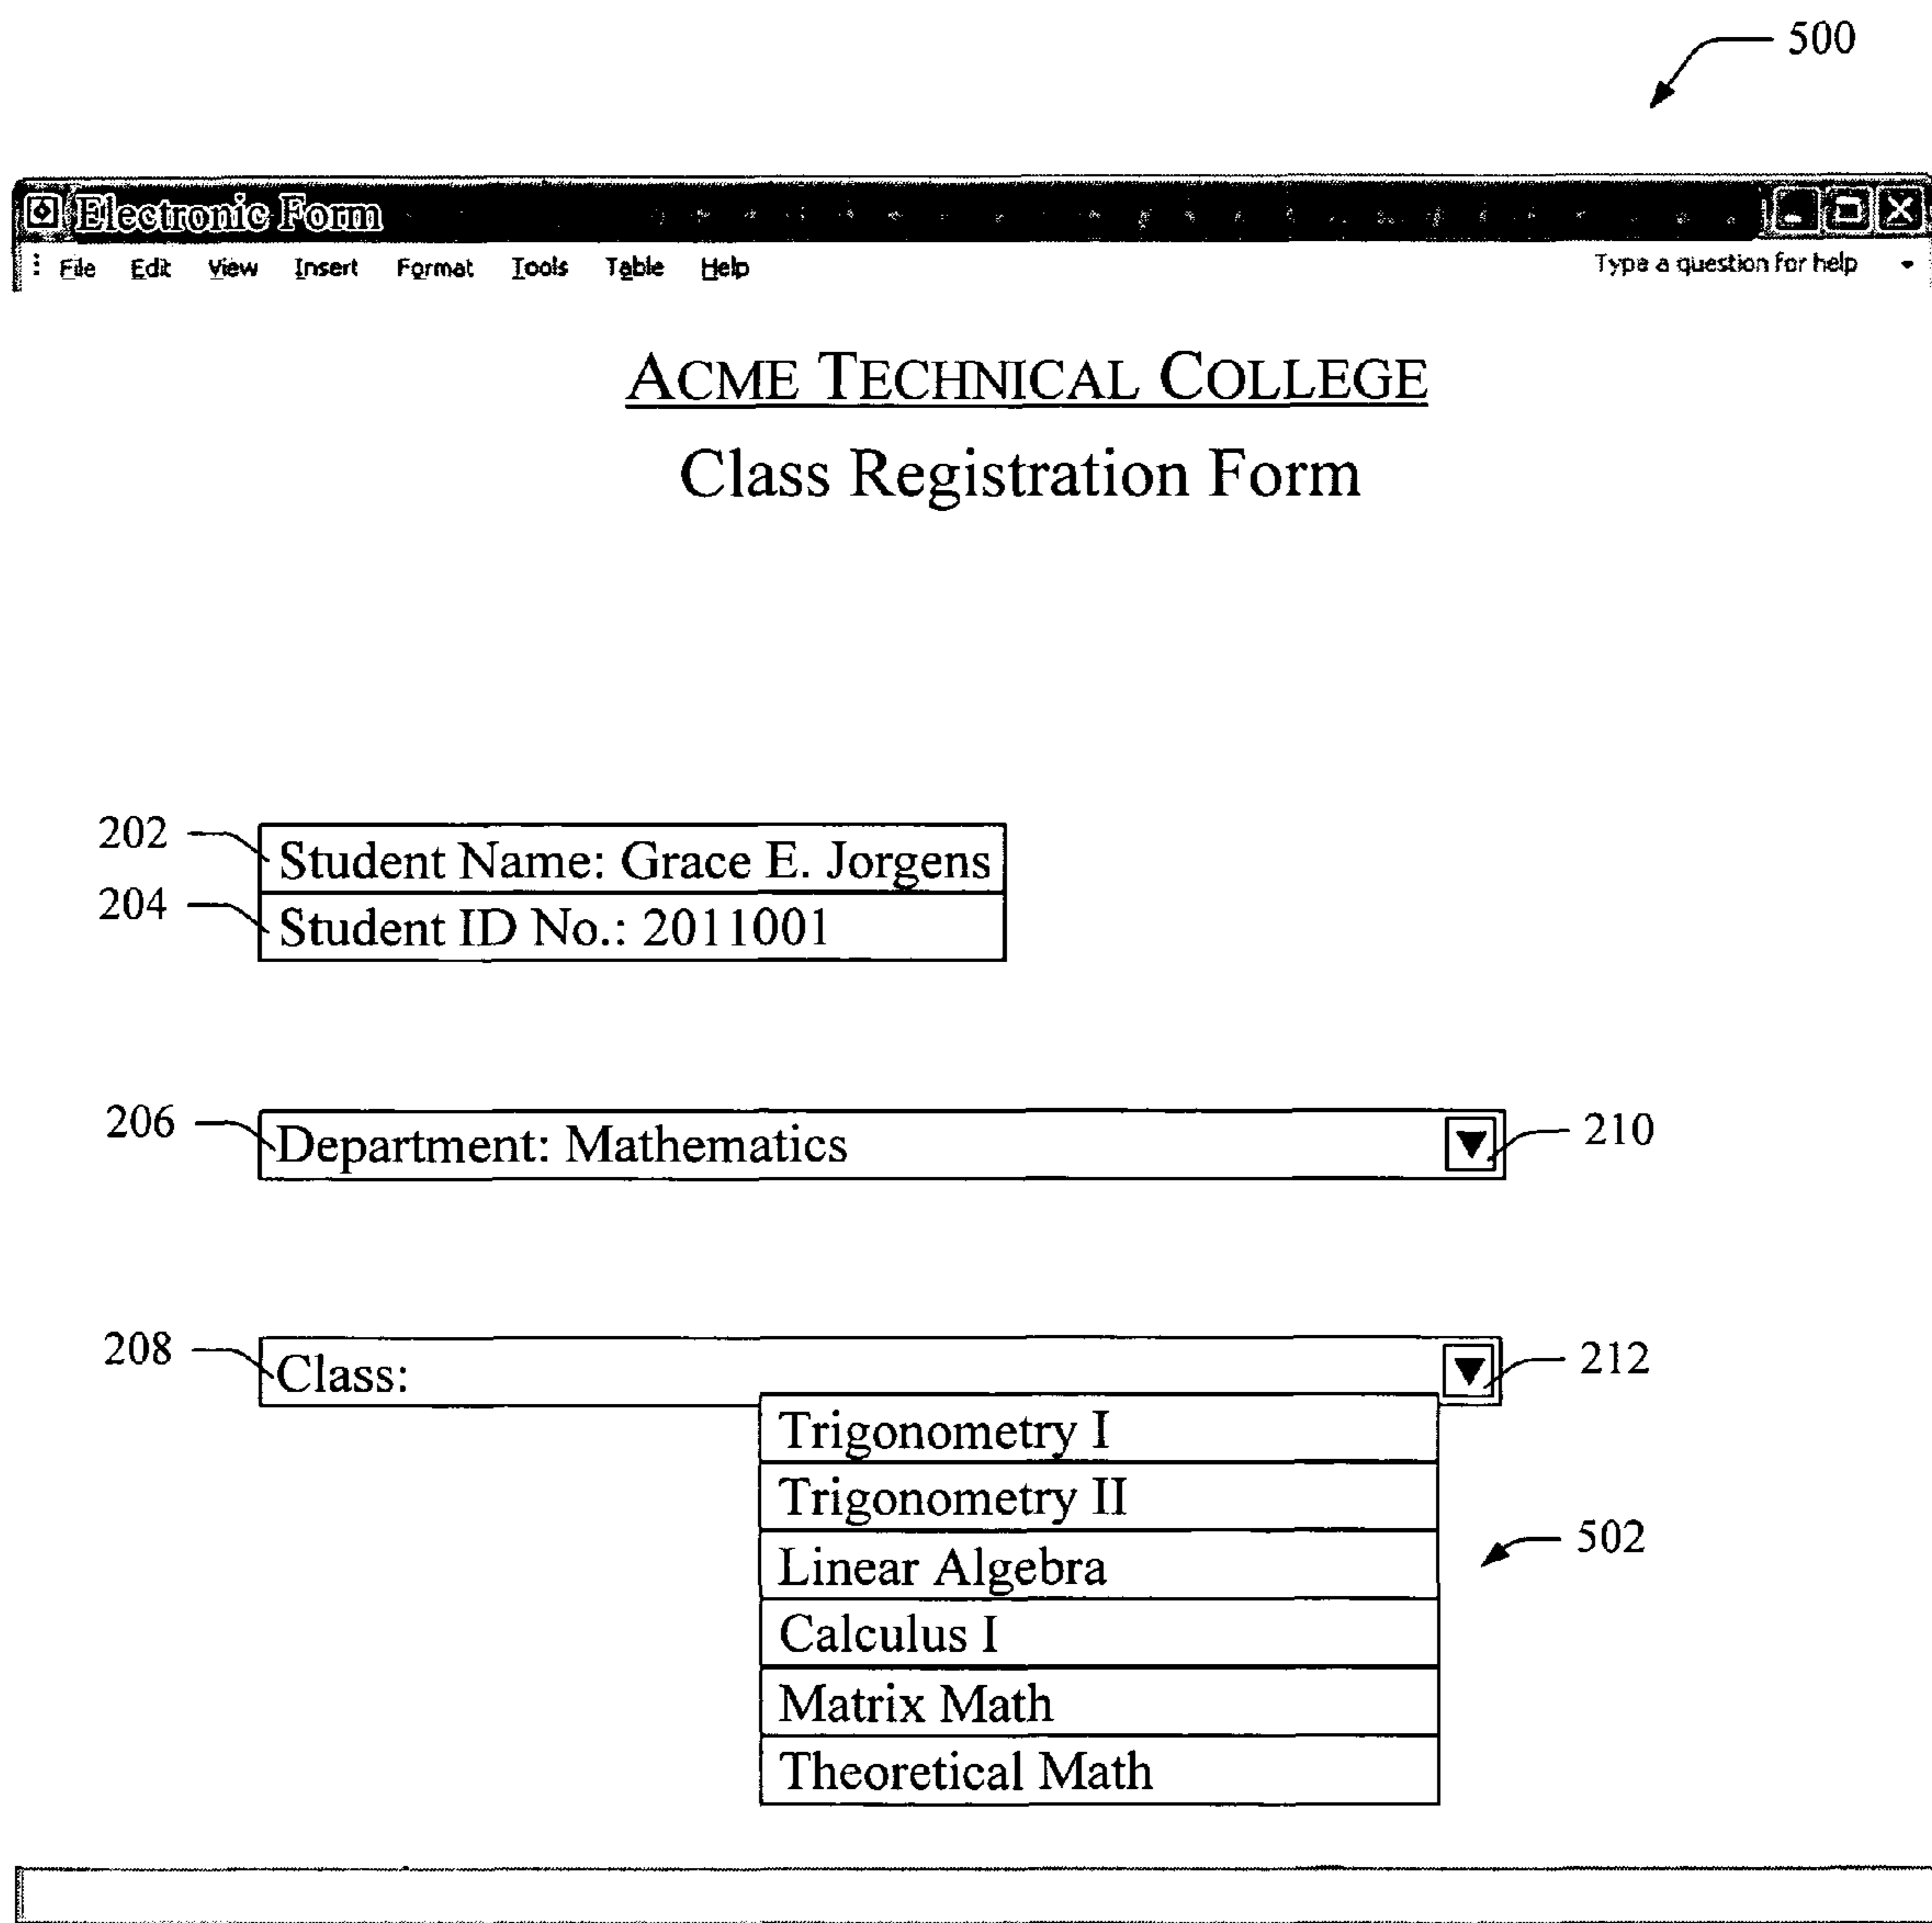 500
Electronic Form
File Edit View Insert Format Tools Table Help Type a question for help
ACME TECHNICAL COLLEGE
Class Registration Form
202 Student Name: Grace E. Jorgens
204 Student ID No.: 2011001
206 Department: Mathematics 210
208 Class: 212
Trigonometry I
Trigonometry II
Linear Algebra 502
Calculus I
Matrix Math
Theoretical Math